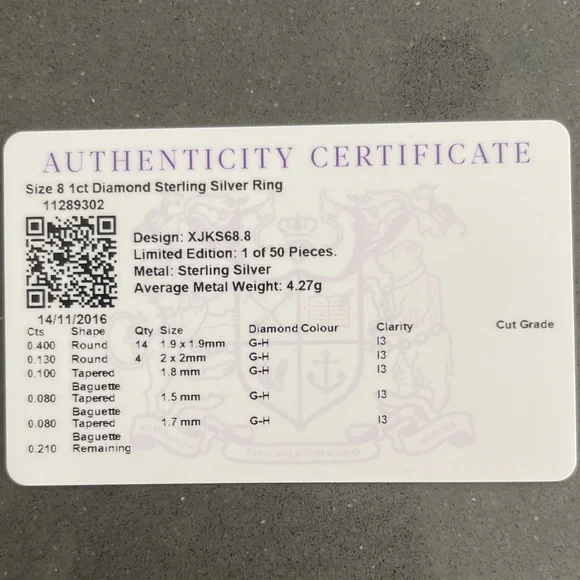 AUTHENTICITY CERTIFICATE
Size 8 1ct Diamond Sterling Silver Ring
11289302
Design: XJKS68.8
Limited Edition: 1 of 50 Pieces.
Metal: Sterling Silver
Average Metal Weight: 4.27g
14/11/2016
Cts Shape Qty Size Diamond Colour Clarity Cut Grade
0.400 Round 14 1.9 x 1.9mm G-H I3
0.130 Round 4 2 x 2mm G-H I3
0.100 Tapered 1.8 mm G-H I3
Baguette
0.080 Tapered 1.5 mm G-H I3
Baguette
0.080 Tapered 1.7 mm G-H I3
Baguette
0.210 Remaining